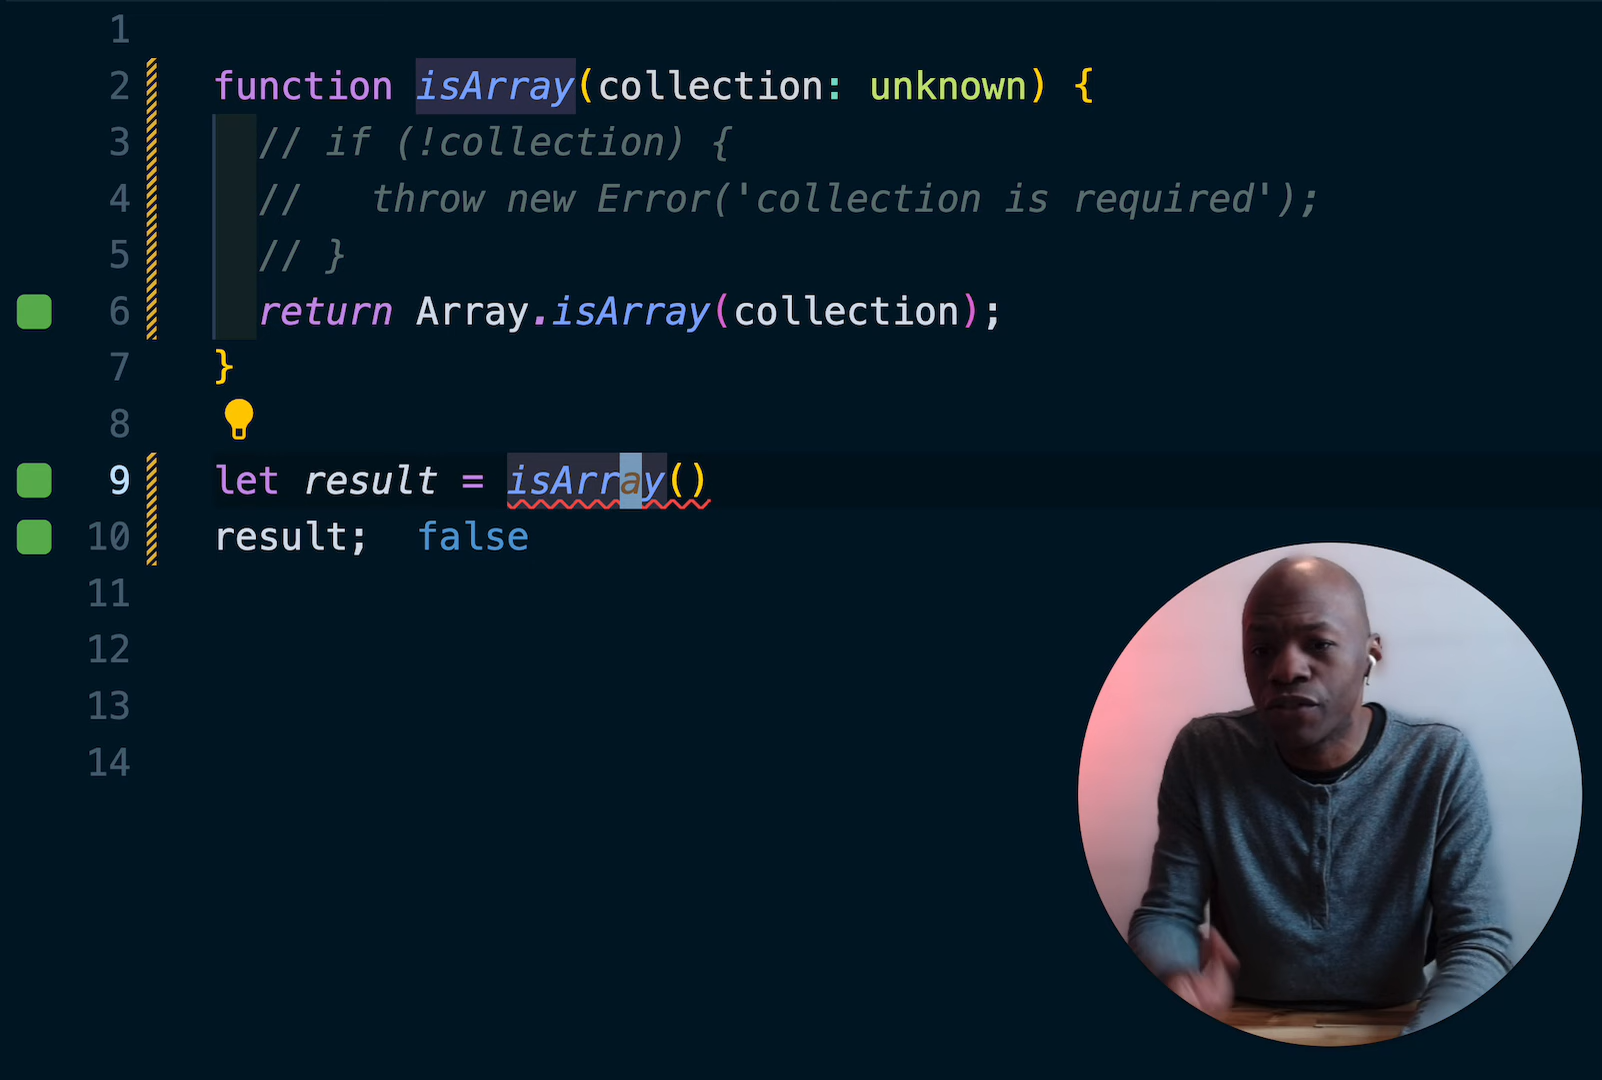 1
2 function isArray(collection: unknown) {
3 // if (!collection) {
4 //   throw new Error('collection is required');
5 // }
6 return Array.isArray(collection);
7 }
8
9 let result = isArray()
10 result;  false
11
12
13
14